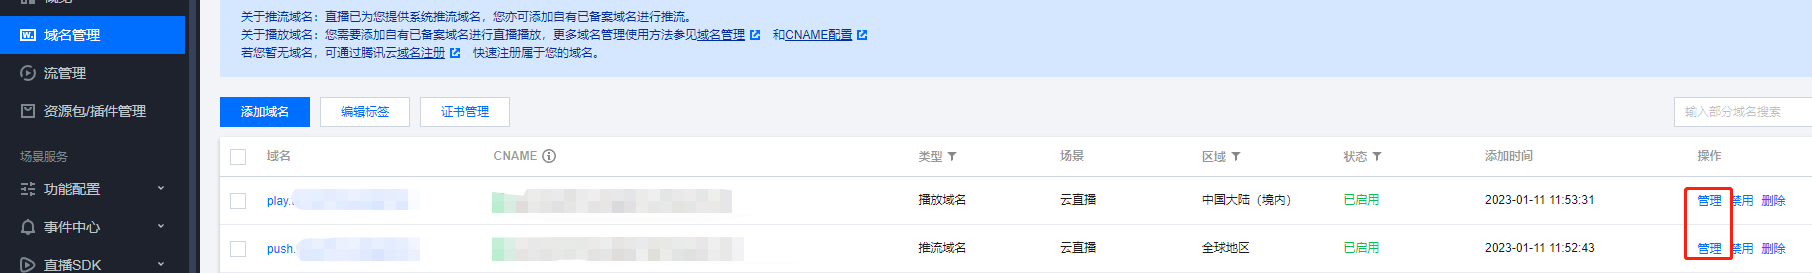 关于推流域名：直播已为您提供系统推流域名，您亦可添加自有已备案域名进行推流。
域名管理
关于播放域名：您需要添加自有已备案域名进行直播播放，更多域名管理使用方法参见域名管理 和CNAME配置
若您暂无域名，可通过腾讯云域名注册 快速注册属于您的域名。
流管理
资源包/插件管理
添加域名 编辑标签 证书管理 输入部分域名搜索
场景服务
域名 CNAME 类型 场景 区域 状态 添加时间 操作
功能配置
play. 播放域名 云直播 中国大陆（境内） 已启用 2023-01-11 11:53:31 管理 禁用 删除
事件中心
push. 推流域名 云直播 全球地区 已启用 2023-01-11 11:52:43 管理 禁用 删除
直播SDK